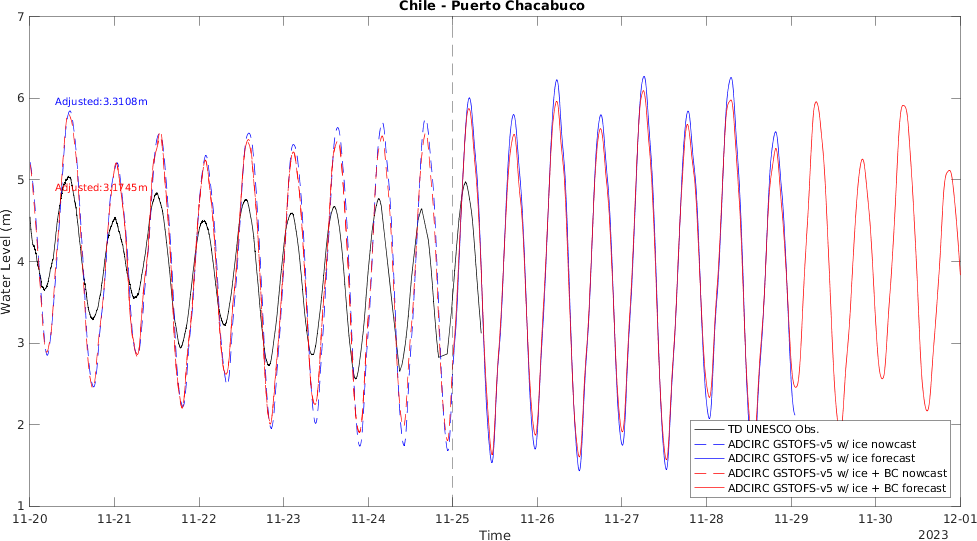 Chile - Puerto Chacabuco
7
6
5
4
3
2
1
Water Level (m)
Adjusted:3.3108m
Adjusted:3.1745m
TD UNESCO Obs.
ADCIRC GSTOFS-v5 w/ ice nowcast
ADCIRC GSTOFS-v5 w/ ice forecast
ADCIRC GSTOFS-v5 w/ ice + BC nowcast
ADCIRC GSTOFS-v5 w/ ice + BC forecast
11-20 11-21 11-22 11-23 11-24 11-25 11-26 11-27 11-28 11-29 11-30 12-01
Time
2023